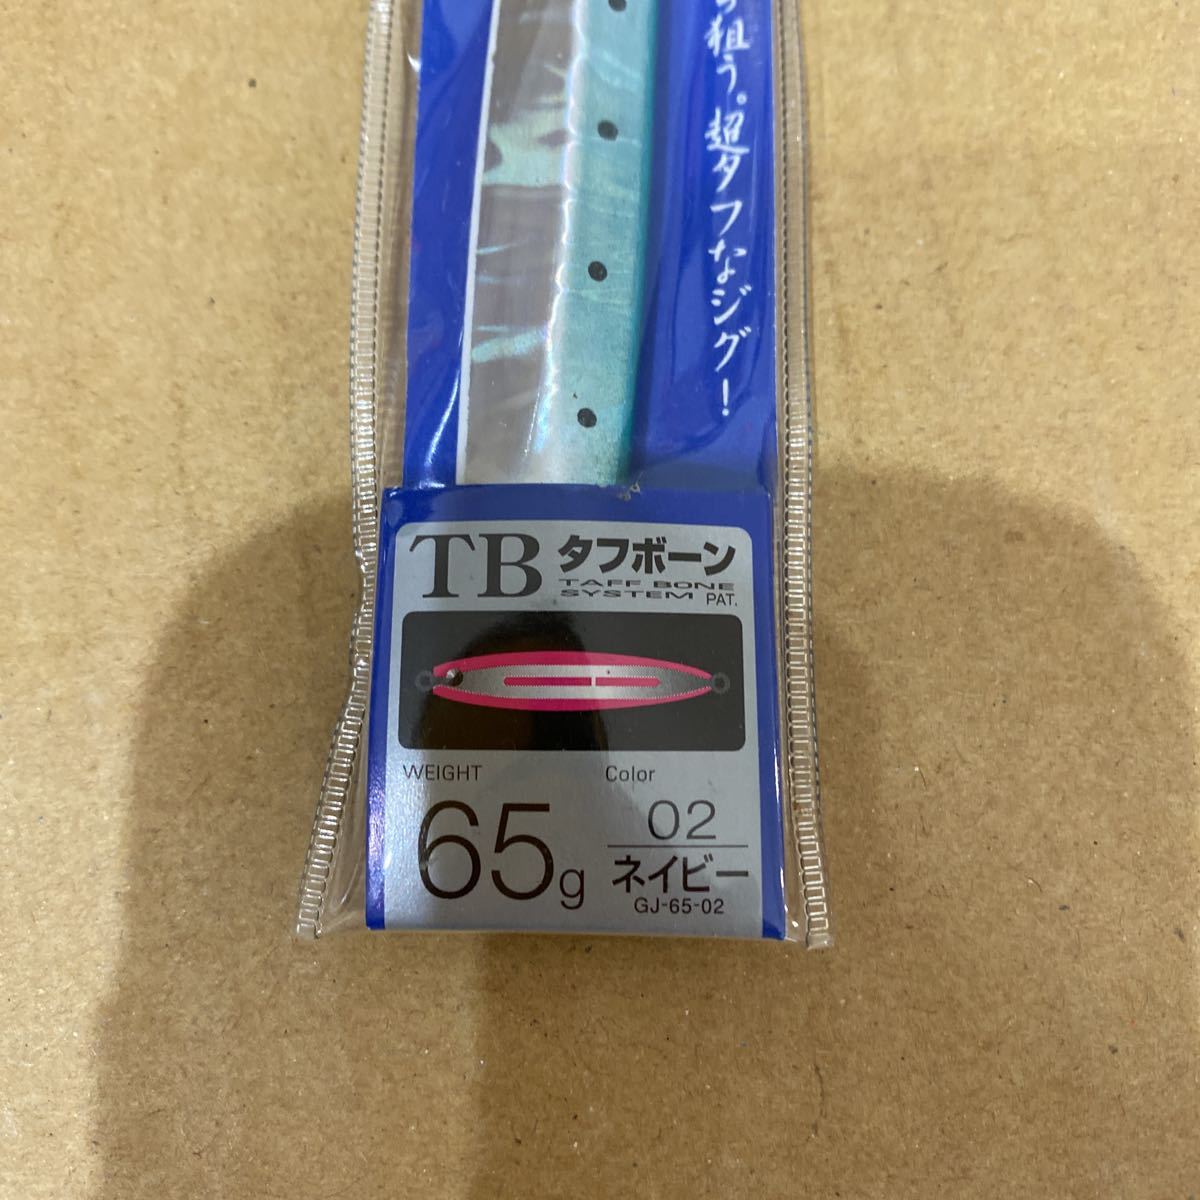 狙う。超タフなジグ!
TB タフボーン
TAFF BONE
SYSTEM PAT.
WEIGHT
Color
65g
02
ネイビー
GJ-65-02